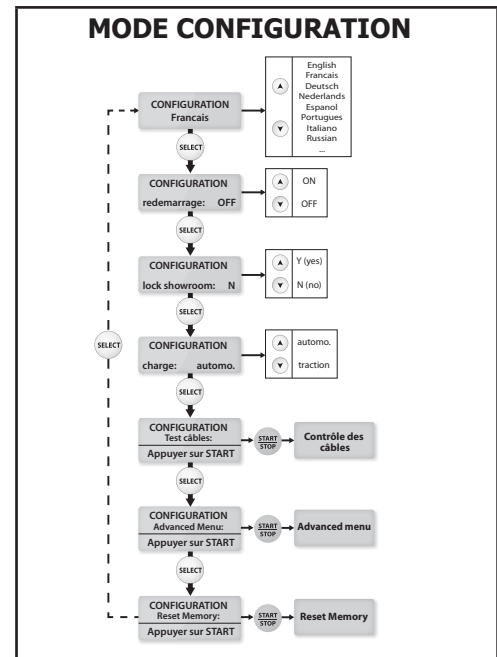 MODE CONFIGURATION
CONFIGURATION
Francais
English
Francais
Deutsch
Nederlands
Espanol
Portugues
Italiano
Russian
...
SELECT
CONFIGURATION
redemarrage: OFF
ON
OFF
SELECT
CONFIGURATION
lock showroom: N
Y (yes)
N (no)
SELECT
SELECT
CONFIGURATION
charge: automo.
automo.
traction
SELECT
CONFIGURATION
Test câbles:
Appuyer sur START
START
STOP
Contrôle des
câbles
SELECT
CONFIGURATION
Advanced Menu:
Appuyer sur START
START
STOP
Advanced menu
SELECT
CONFIGURATION
Reset Memory:
Appuyer sur START
START
STOP
Reset Memory